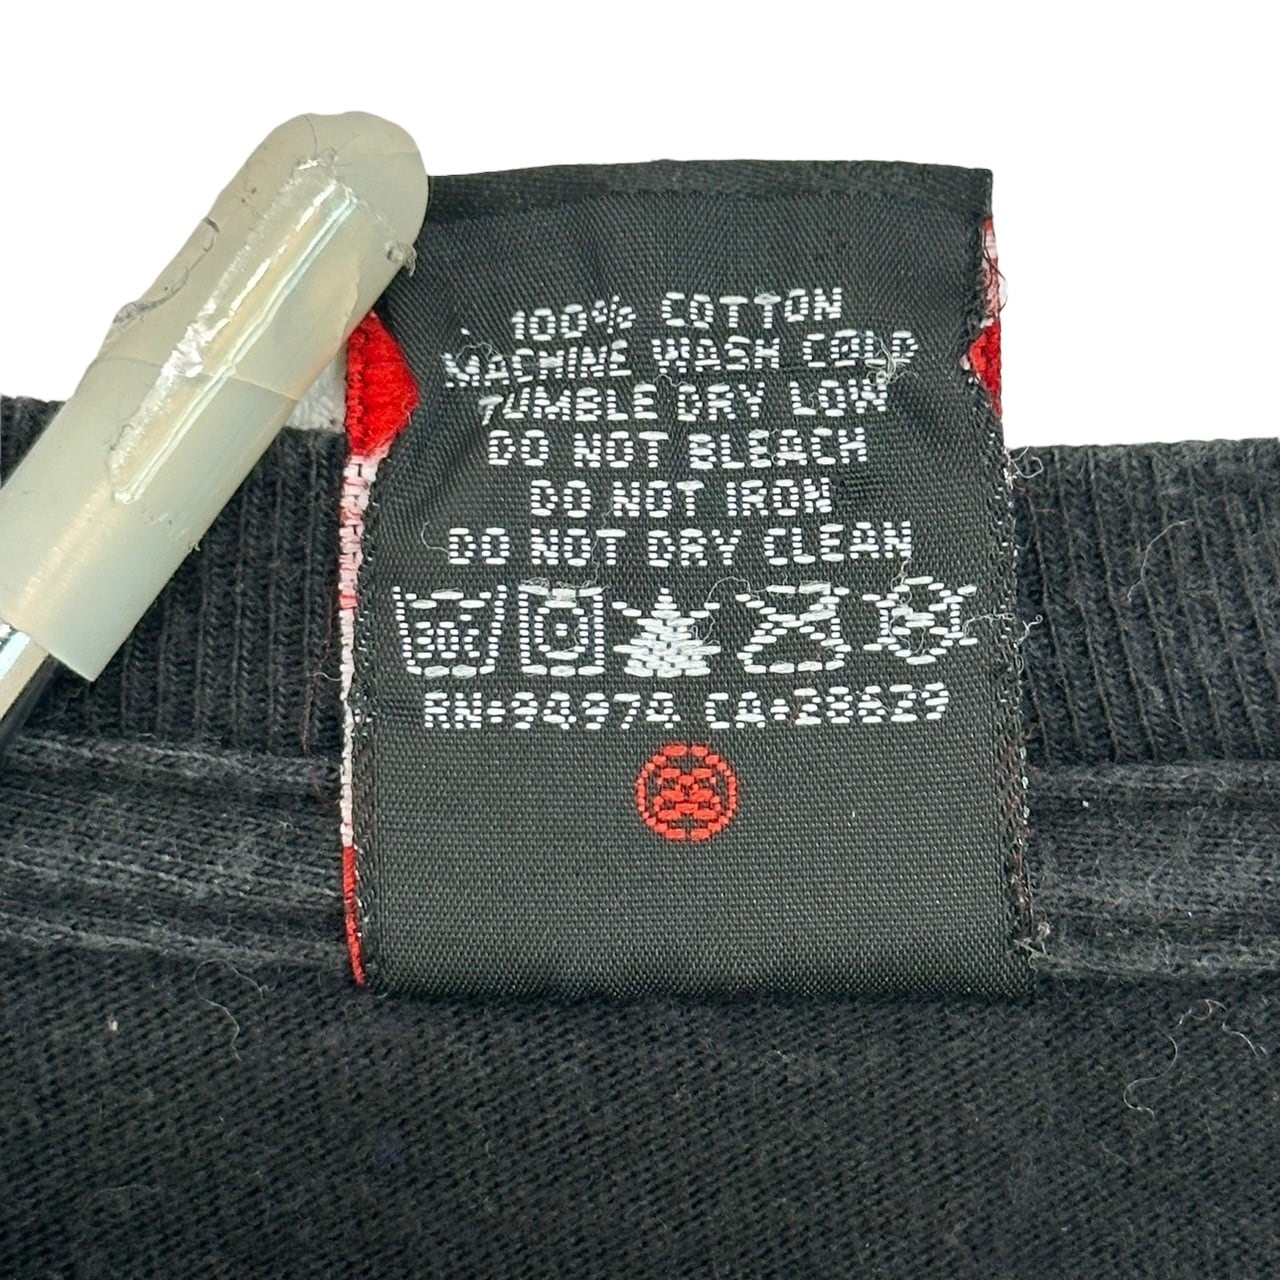 100% COTTON
MACHINE WASH COLD
TUMBLE DRY LOW
DO NOT BLEACH
DO NOT IRON
DO NOT DRY CLEAN
30C
RN:94974 CA:28629